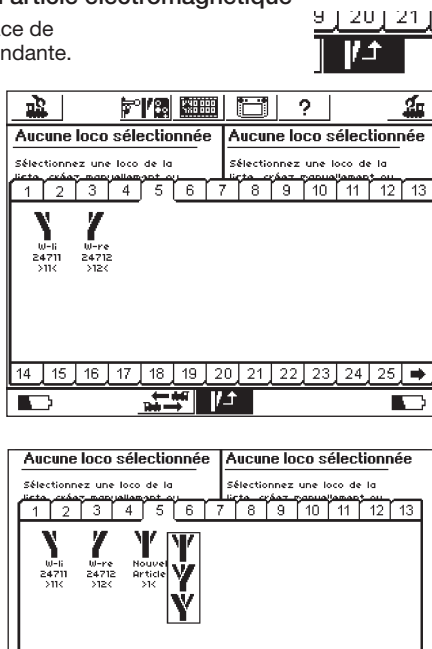 l'article électromagnétique
ace de
ndante.
9 20 21
?
Aucune loco sélectionnée Aucune loco sélectionnée
Sélectionnez une loco de la Sélectionnez une loco de la
1 2 3 4 5 6 7 8 9 10 11 12 13
W-li W-re
24711 24712
>11< >12<
14 15 16 17 18 19 20 21 22 23 24 25
Aucune loco sélectionnée Aucune loco sélectionnée
Sélectionnez une loco de la Sélectionnez une loco de la
1 2 3 4 5 6 7 8 9 10 11 12 13
W-li W-re Nouvel
24711 24712 Article
>11< >12< >1<